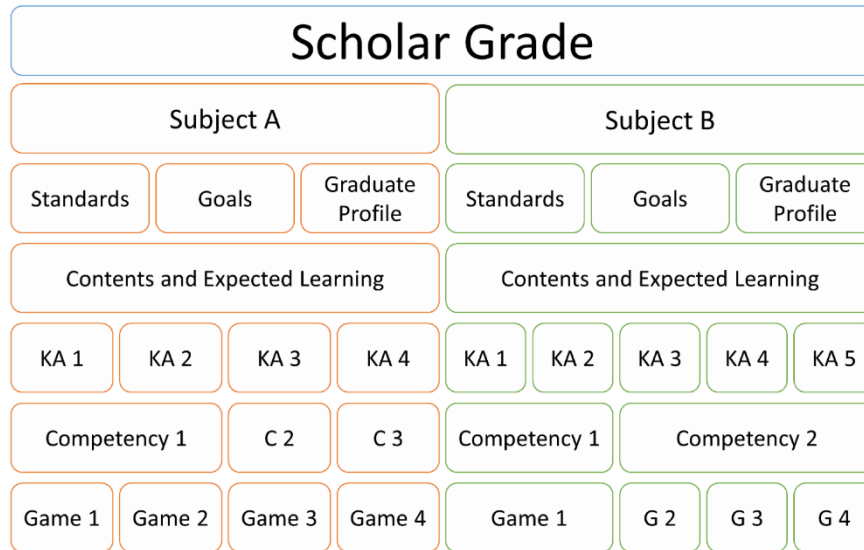 Scholar Grade
Subject A
Subject B
Standards
Goals
Graduate
Profile
Standards
Goals
Graduate
Profile
Contents and Expected Learning
Contents and Expected Learning
KA 1
KA 2
KA 3
KA 4
KA 1
KA 2
KA 3
KA 4
KA 5
Competency 1
C 2
C 3
Competency 1
Competency 2
Game 1
Game 2
Game 3
Game 4
Game 1
G 2
G 3
G 4